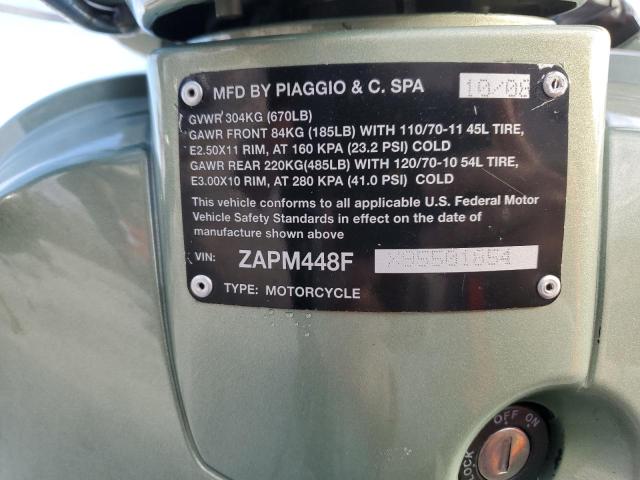 MFD BY PIAGGIO & C. SPA 10/08
GVWR 304KG (670LB)
GAWR FRONT 84KG (185LB) WITH 110/70-11 45L TIRE,
E2.50X11 RIM, AT 160 KPA (23.2 PSI) COLD
GAWR REAR 220KG(485LB) WITH 120/70-10 54L TIRE,
E3.00X10 RIM, AT 280 KPA (41.0 PSI) COLD
This vehicle conforms to all applicable U.S. Federal Motor
Vehicle Safety Standards in effect on the date of
manufacture shown above
VIN: ZAPM448F
TYPE: MOTORCYCLE
OFF ON
LOCK